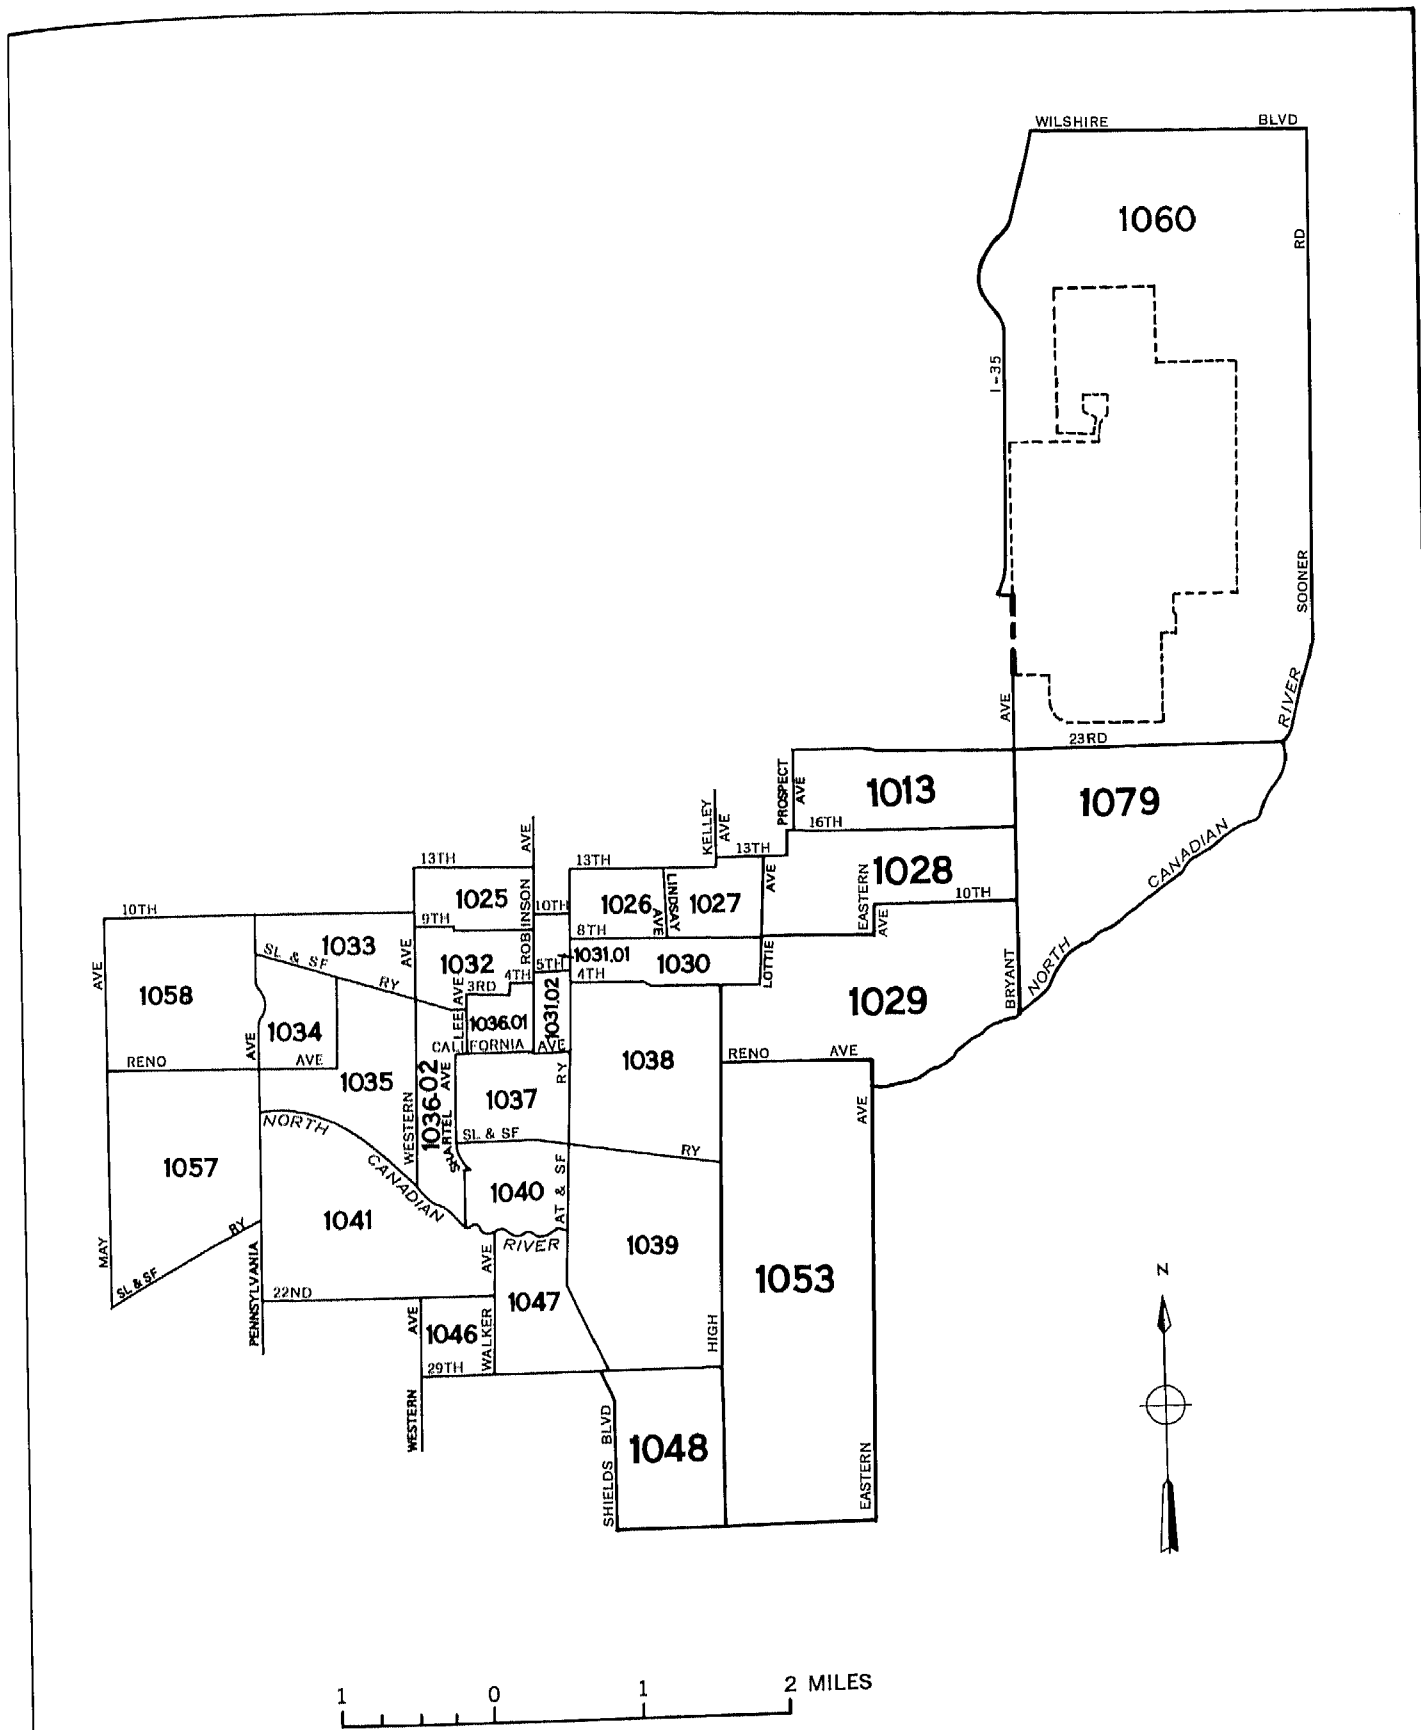 WILSHIRE BLVD
1060
RD
I-35
SOONER
RIVER
AVE
23RD
PROSPECT AVE
1013
1079
16TH
KELLEY AVE
13TH
CANADIAN
NORTH
AVE
13TH
13TH
1028
EASTERN AVE
10TH
1025
ROBINSON
10TH
1026
LINDSAY AVE
1027
AVE
LOTTIE
10TH
9TH
8TH
1033
AVE
SL & SF RY
1032
5TH
1031.01
1030
4TH
4TH
AVE
1058
LEE AVE
3RD
1036.01
1031.02
1029
BRYANT
1034
AVE
CALIFORNIA AVE
RENO AVE
1035
WESTERN
1036.02
AVE
1037
RY
1038
RENO AVE
AVE
NORTH
SL & SF RY
1057
CANADIAN
1040
AT & SF
1041
RIVER
1039
MAY
SL & SF RY
PENNSYLVANIA
22ND
AVE
1047
1053
AVE
1046
WALKER
HIGH
29TH
WESTERN
SHIELDS BLVD
1048
EASTERN
N
1 0 1 2 MILES